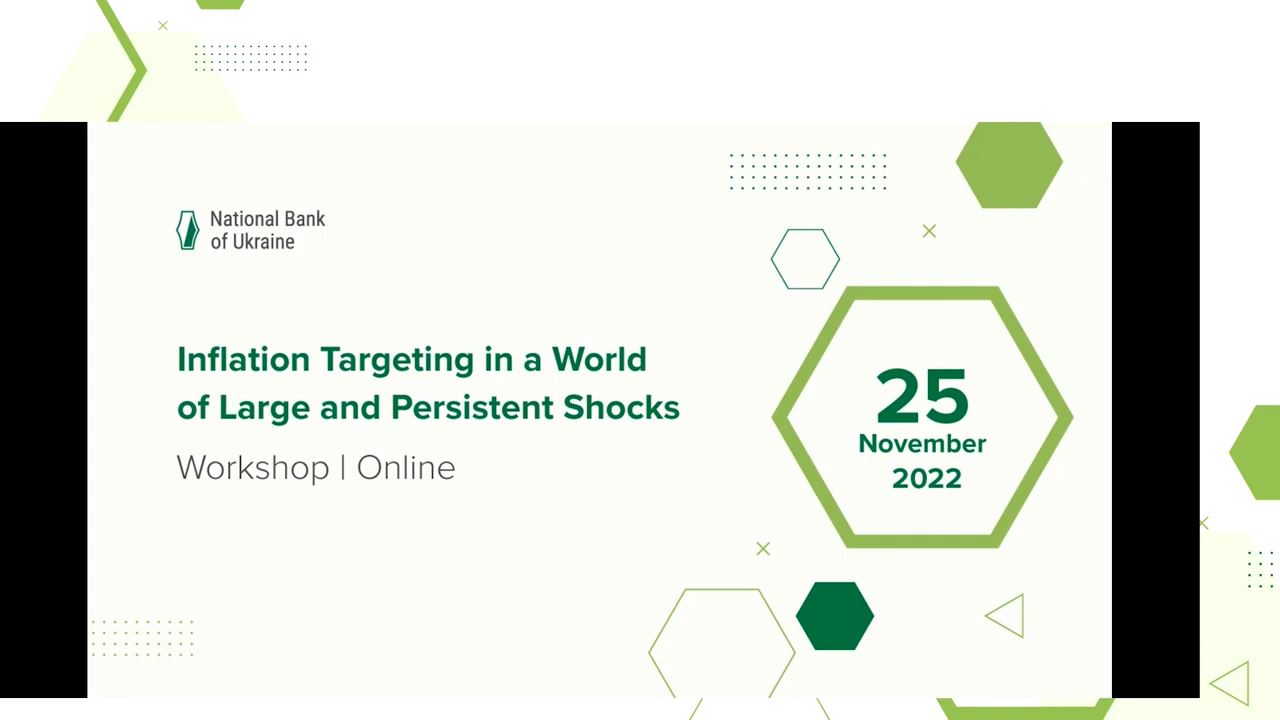 National Bank
of Ukraine
Inflation Targeting in a World
of Large and Persistent Shocks
Workshop | Online
25
November
2022